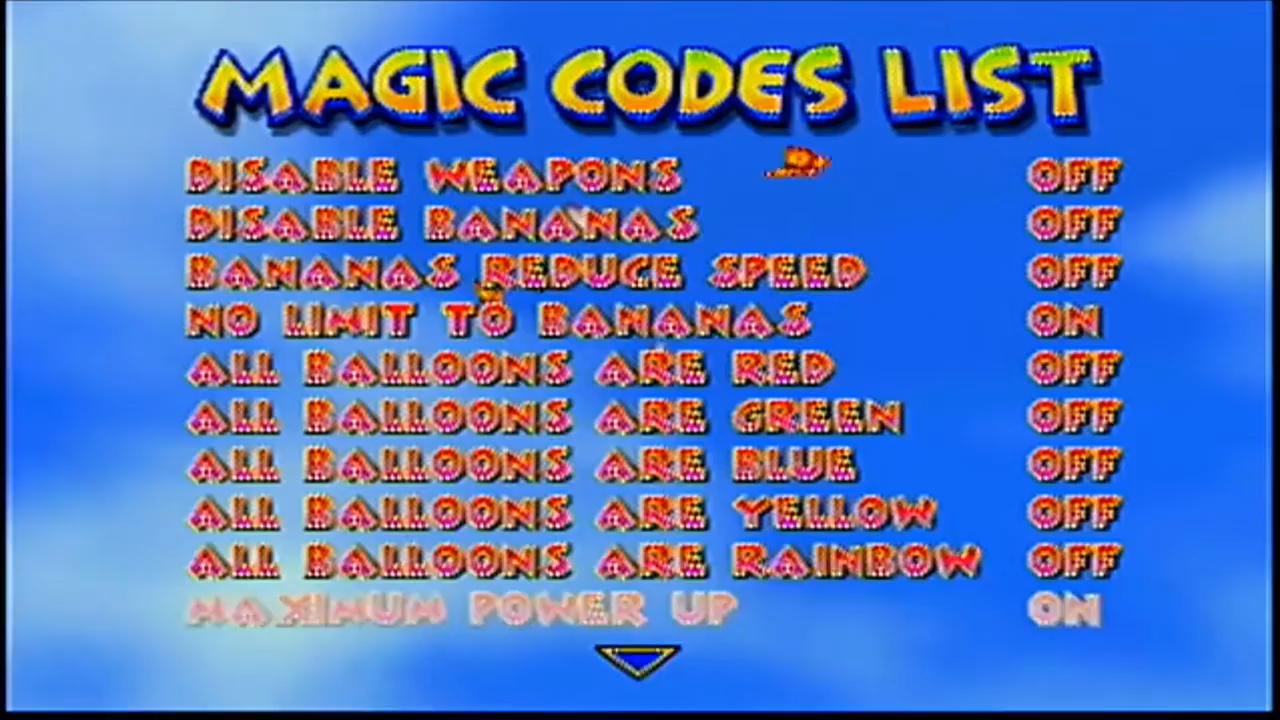 MAGIC CODES LIST
DISABLE WEAPONS OFF
DISABLE BANANAS OFF
BANANAS REDUCE SPEED OFF
NO LIMIT TO BANANAS ON
ALL BALLOONS ARE RED OFF
ALL BALLOONS ARE GREEN OFF
ALL BALLOONS ARE BLUE OFF
ALL BALLOONS ARE YELLOW OFF
ALL BALLOONS ARE RAINBOW OFF
MAXIMUM POWER UP ON